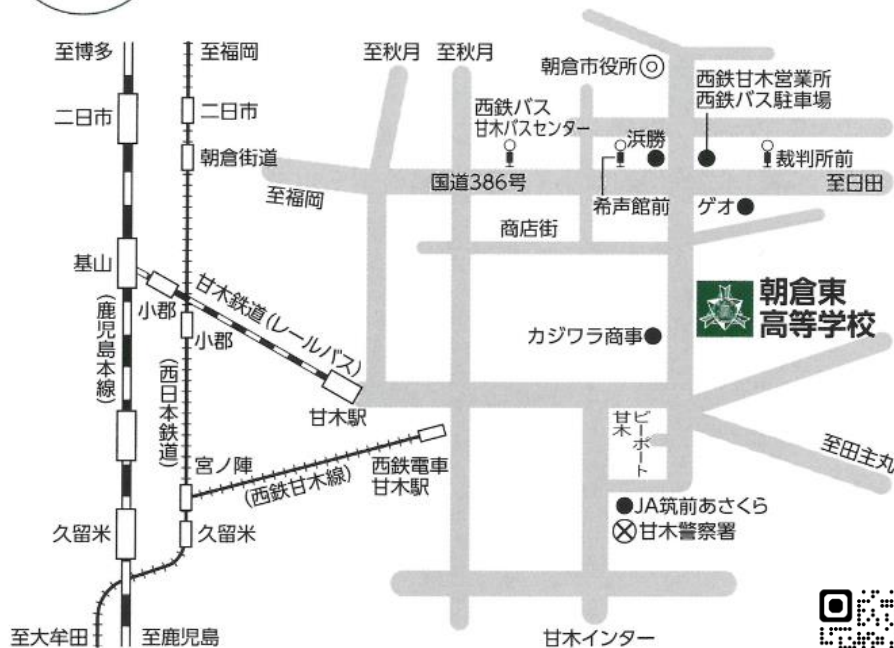 至博多
至福岡
至秋月
至秋月
朝倉市役所
西鉄甘木営業所
西鉄バス駐車場
二日市
二日市
西鉄バス
甘木バスセンター
浜勝
朝倉街道
裁判所前
国道386号
至日田
至福岡
希声館前
ゲオ
商店街
基山
甘木鉄道(レールバス)
小郡
小郡
朝倉東
高等学校
カジワラ商事
(鹿児島本線)
(西日本鉄道)
甘木駅
ピーポート
甘木
至田主丸
宮ノ陣
(西鉄甘木線)
西鉄電車
甘木駅
JA筑前あさくら
甘木警察署
久留米
久留米
至大牟田
至鹿児島
甘木インター